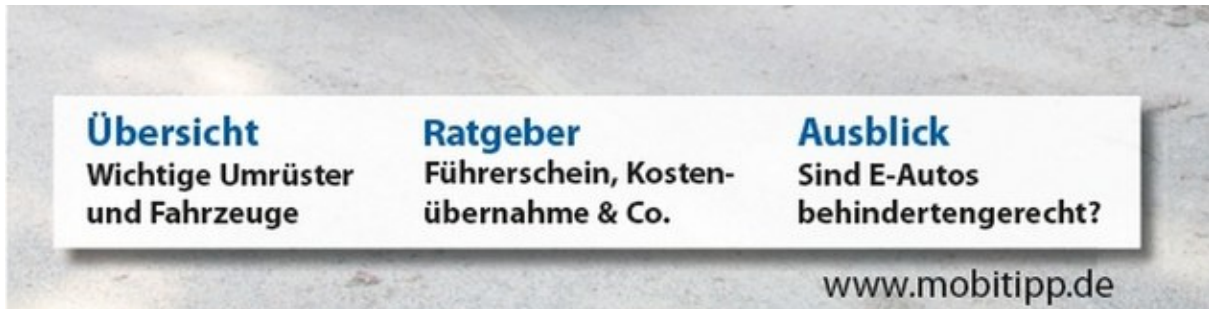 Übersicht
Wichtige Umrüster
und Fahrzeuge
Ratgeber
Führerschein, Kosten-
übernahme & Co.
Ausblick
Sind E-Autos
behindertengerecht?
www.mobitipp.de